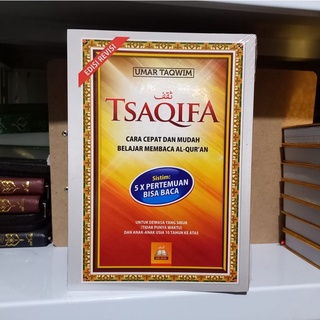 EDISI REVISI
UMAR TAQWIM
ثقف
TSAQIFA
CARA CEPAT DAN MUDAH
BELAJAR MEMBACA AL-QUR'AN
Sistim:
5 X PERTEMUAN
BISA BACA
UNTUK DEWASA YANG SIBUK
(TIDAK PUNYA WAKTU)
DAN ANAK-ANAK USIA 10 TAHUN KE ATAS